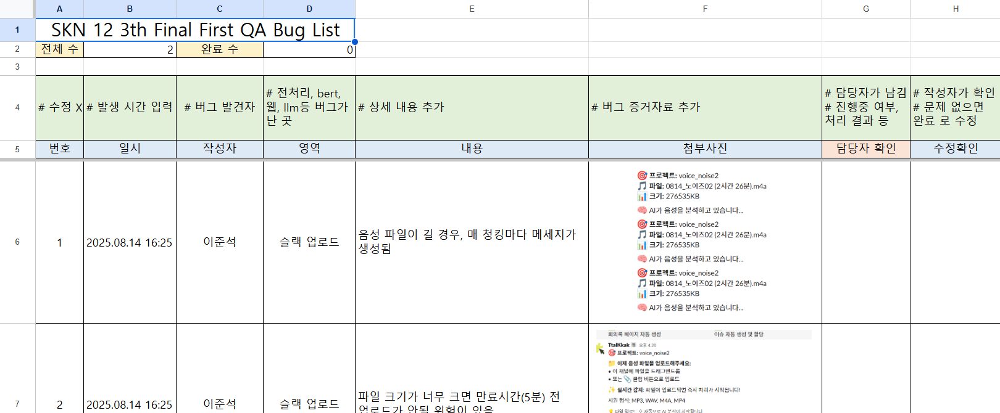 A B C D E F G H
1 SKN 12 3th Final First QA Bug List
2 전체 수 2 완료 수 0
3
4 # 수정 X # 발생 시간 입력 # 버그 발견자
# 전처리, bert,
웹, llm등 버그가
난 곳
# 상세 내용 추가
# 버그 증거자료 추가
# 담당자가 남김
# 진행중 여부,
처리 결과 등
# 작성자가 확인
# 문제 없으면
완료 로 수정
5 번호 일시 작성자 영역 내용 첨부사진 담당자 확인 수정확인
6 1 2025.08.14 16:25 이준석 슬랙 업로드
음성 파일이 길 경우, 매 청킹마다 메세지가
생성됨
프로젝트: voice_noise2
파일: 0814_노이즈02 (2시간 26분).m4a
크기: 276535KB
AI가 음성을 분석하고 있습니다...
프로젝트: voice_noise2
파일: 0814_노이즈02 (2시간 26분).m4a
크기: 276535KB
AI가 음성을 분석하고 있습니다...
프로젝트: voice_noise2
파일: 0814_노이즈02 (2시간 26분).m4a
크기: 276535KB
AI가 음성을 분석하고 있습니다...
7 2 2025.08.14 16:25 이준석 슬랙 업로드
파일 크기가 너무 크면 만료시간(5분) 전
업로드가 안될 위험이 있음
회의록 페이지 자동 생성 이슈 자동 생성 및 할당
TtalKkak 앱 오후 4:20
프로젝트: voice_noise2
이제 음성 파일을 업로드해주세요:
• 이 채널에 파일을 드래그앤드롭
• 또는 클립 버튼으로 업로드
실시간 감지: 파일이 업로드되면 즉시 처리가 시작됩니다!
지원 형식: MP3, WAV, M4A, MP4
파일 업로드 후 자동으로 AI 분석이 시작됩니다